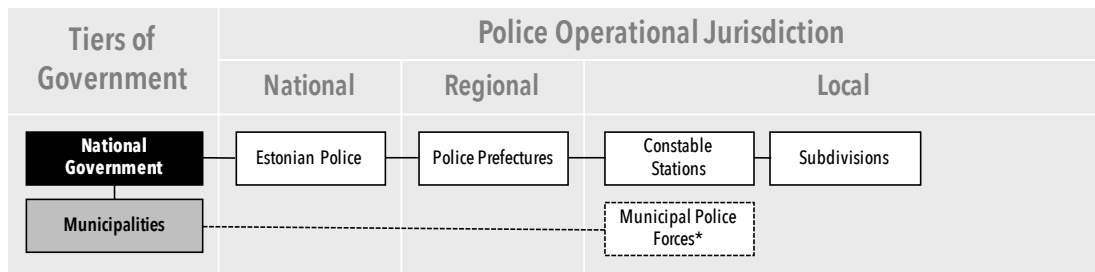 Tiers of
Government
Police Operational Jurisdiction
National
Regional
Local
National
Government
Estonian Police
Police Prefectures
Constable
Stations
Subdivisions
Municipalities
Municipal Police
Forces*